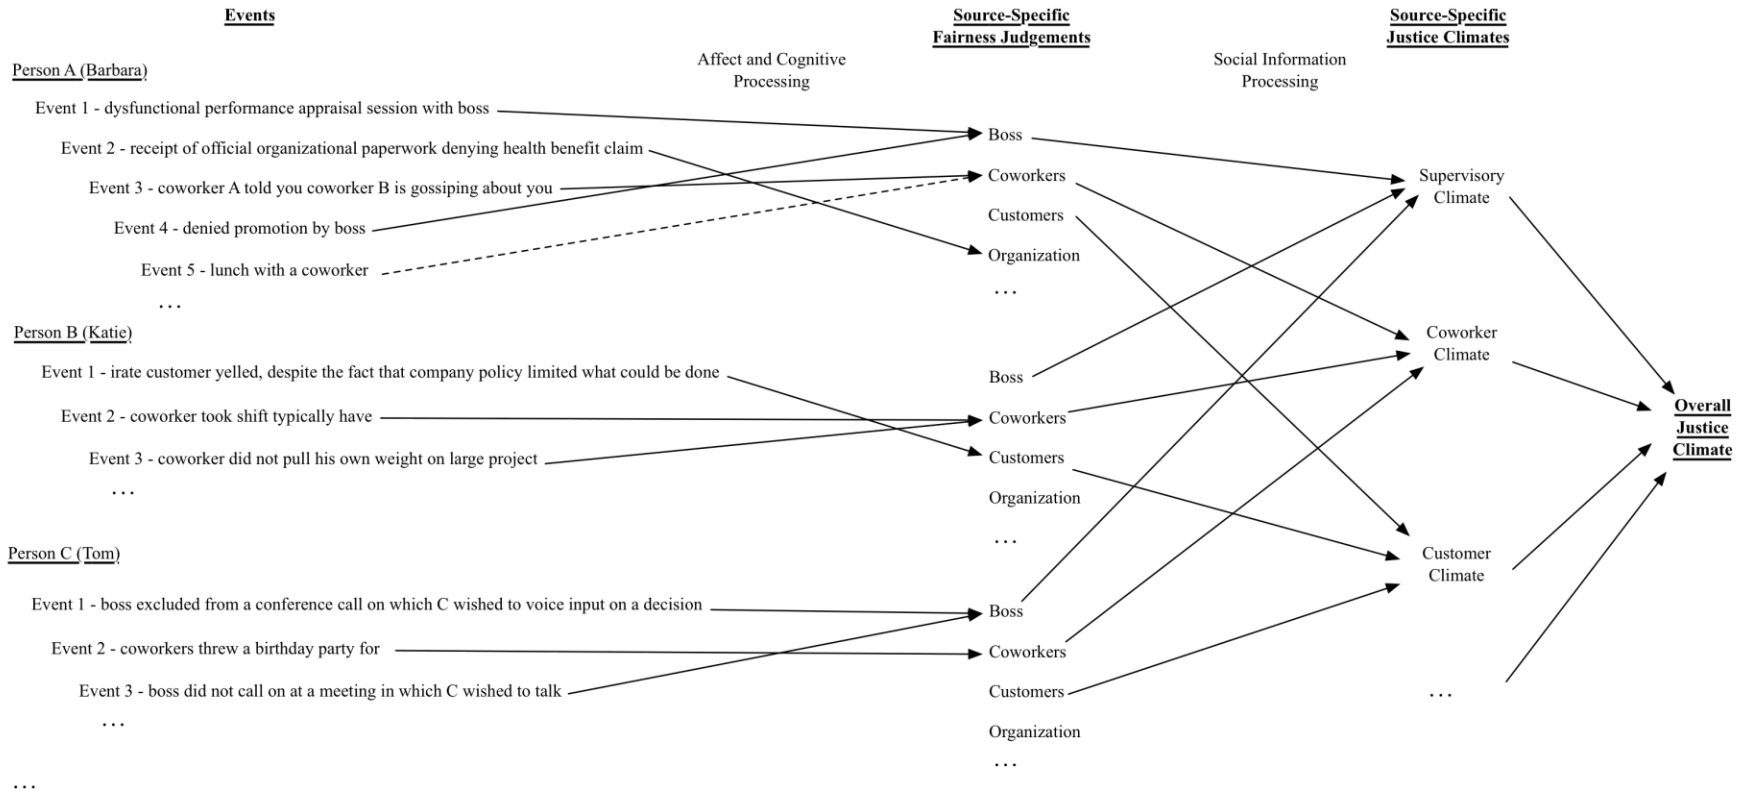 Events
Source-Specific
Fairness Judgements
Source-Specific
Justice Climates
Affect and Cognitive
Processing
Social Information
Processing
Person A (Barbara)
Event 1 - dysfunctional performance appraisal session with boss
Event 2 - receipt of official organizational paperwork denying health benefit claim
Event 3 - coworker A told you coworker B is gossiping about you
Event 4 - denied promotion by boss
Event 5 - lunch with a coworker
...
Boss
Coworkers
Customers
Organization
...
Person B (Katie)
Event 1 - irate customer yelled, despite the fact that company policy limited what could be done
Event 2 - coworker took shift typically have
Event 3 - coworker did not pull his own weight on large project
...
Boss
Coworkers
Customers
Organization
...
Person C (Tom)
Event 1 - boss excluded from a conference call on which C wished to voice input on a decision
Event 2 - coworkers threw a birthday party for
Event 3 - boss did not call on at a meeting in which C wished to talk
...
Boss
Coworkers
Customers
Organization
...
...
Supervisory
Climate
Coworker
Climate
Customer
Climate
...
Overall
Justice
Climate